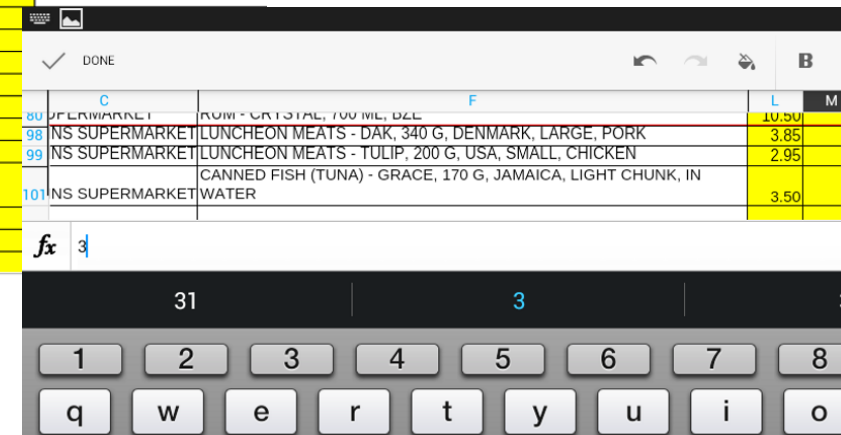 DONE
B
C F L M
80 UPERMARKET RUM - CRYSTAL, 700 ML, BZE 10.50
98 NS SUPERMARKET LUNCHEON MEATS - DAK, 340 G, DENMARK, LARGE, PORK 3.85
99 NS SUPERMARKET LUNCHEON MEATS - TULIP, 200 G, USA, SMALL, CHICKEN 2.95
CANNED FISH (TUNA) - GRACE, 170 G, JAMAICA, LIGHT CHUNK, IN
101 NS SUPERMARKET WATER 3.50
fx 3
31 3
1 2 3 4 5 6 7 8
q w e r t y u i o